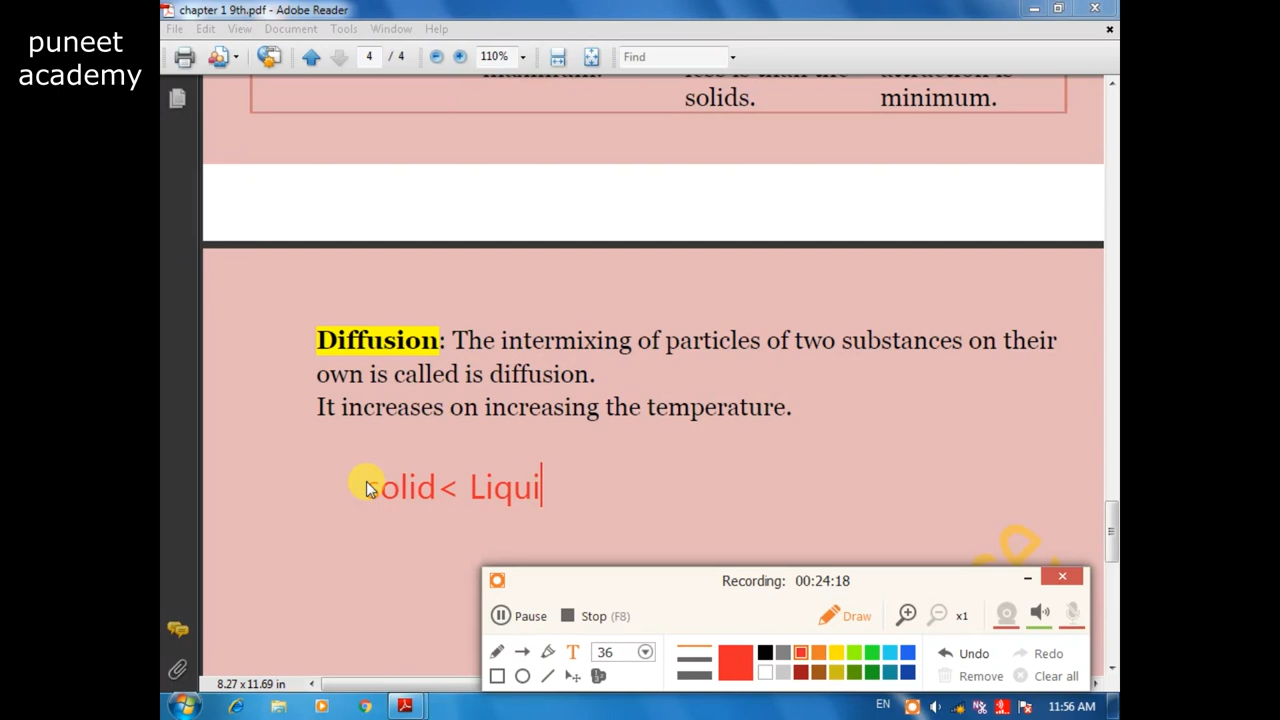 puneet
academy
chapter 1 9th.pdf - Adobe Reader
File Edit View Document Tools Window Help
4 / 4 110% Find
solids. minimum.
Diffusion: The intermixing of particles of two substances on their
own is called is diffusion.
It increases on increasing the temperature.
solid< Liqui
Recording: 00:24:18
Pause Stop (F8) Draw x1
36 Undo Redo
Remove Clear all
8.27 x 11.69 in
EN 11:56 AM